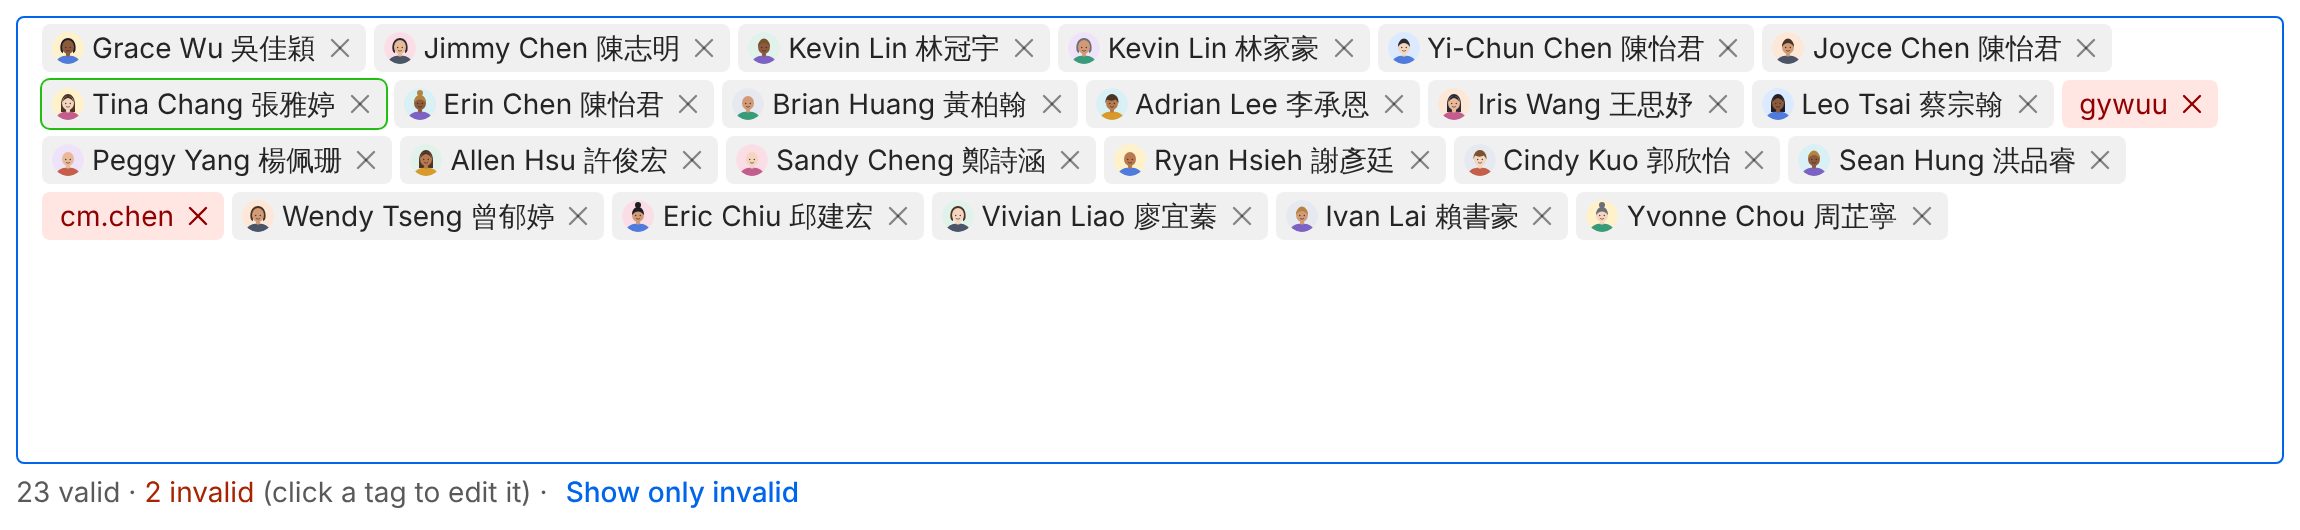 Grace Wu 吳佳穎 Jimmy Chen 陳志明 Kevin Lin 林冠宇 Kevin Lin 林家豪 Yi-Chun Chen 陳怡君 Joyce Chen 陳怡君
Tina Chang 張雅婷 Erin Chen 陳怡君 Brian Huang 黃柏翰 Adrian Lee 李承恩 Iris Wang 王思妤 Leo Tsai 蔡宗翰 gywuu
Peggy Yang 楊佩珊 Allen Hsu 許俊宏 Sandy Cheng 鄭詩涵 Ryan Hsieh 謝彥廷 Cindy Kuo 郭欣怡 Sean Hung 洪品睿
cm.chen Wendy Tseng 曾郁婷 Eric Chiu 邱建宏 Vivian Liao 廖宜蓁 Ivan Lai 賴書豪 Yvonne Chou 周芷寧
23 valid · 2 invalid (click a tag to edit it) · Show only invalid